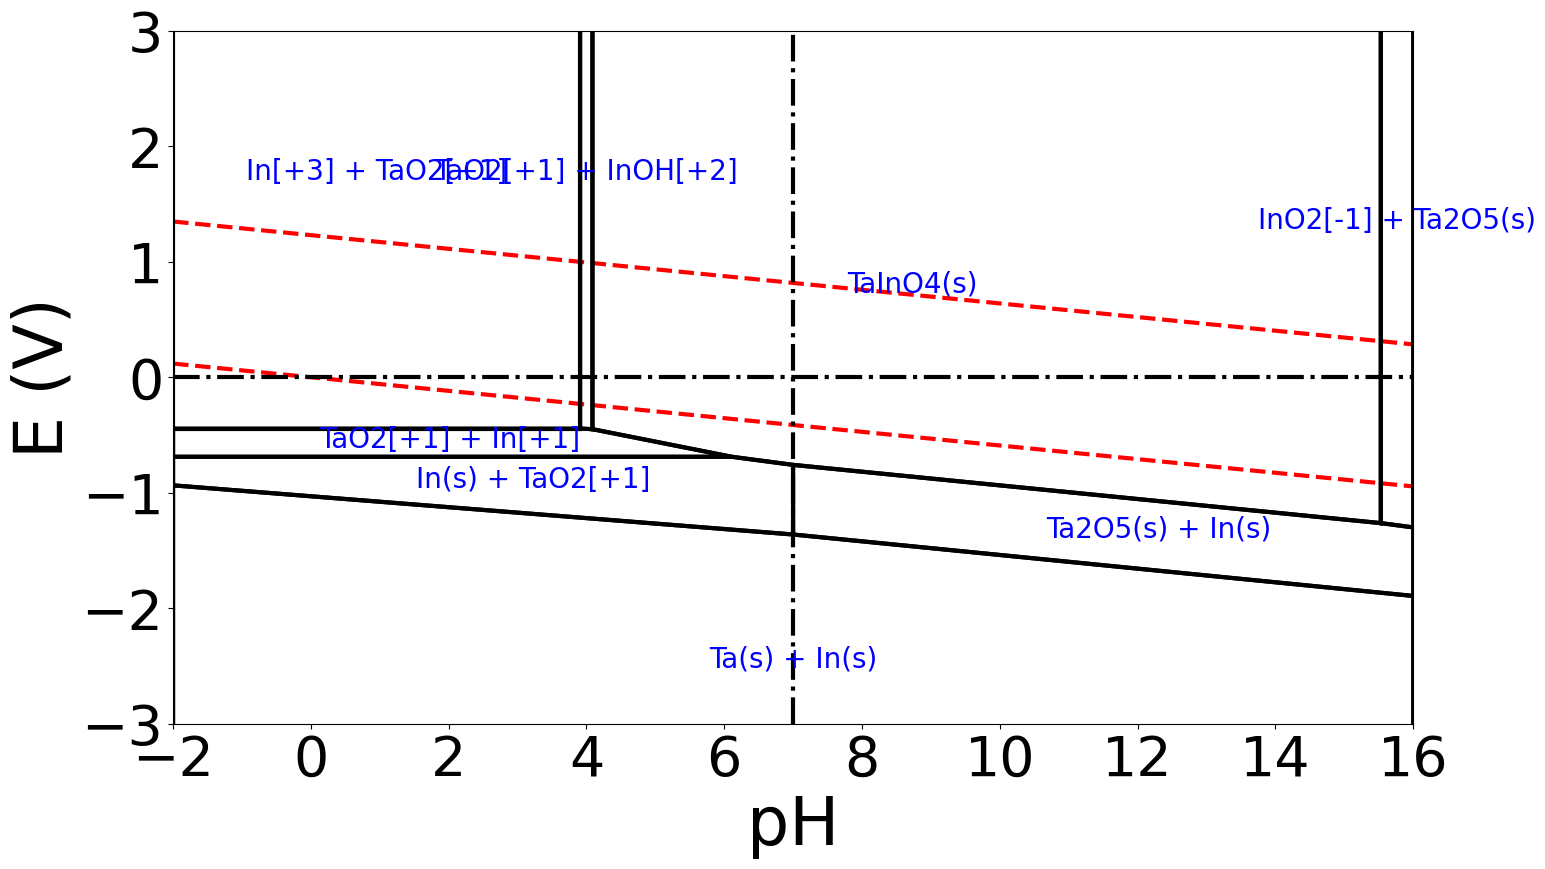 3
2
1
0
−1
−2
−3
E (V)
In[+3] + TaO2[+1]
TaO2[+1] + InOH[+2]
InO2[-1] + Ta2O5(s)
TaInO4(s)
TaO2[+1] + In[+1]
In(s) + TaO2[+1]
Ta2O5(s) + In(s)
Ta(s) + In(s)
−2 0 2 4 6 8 10 12 14 16
pH